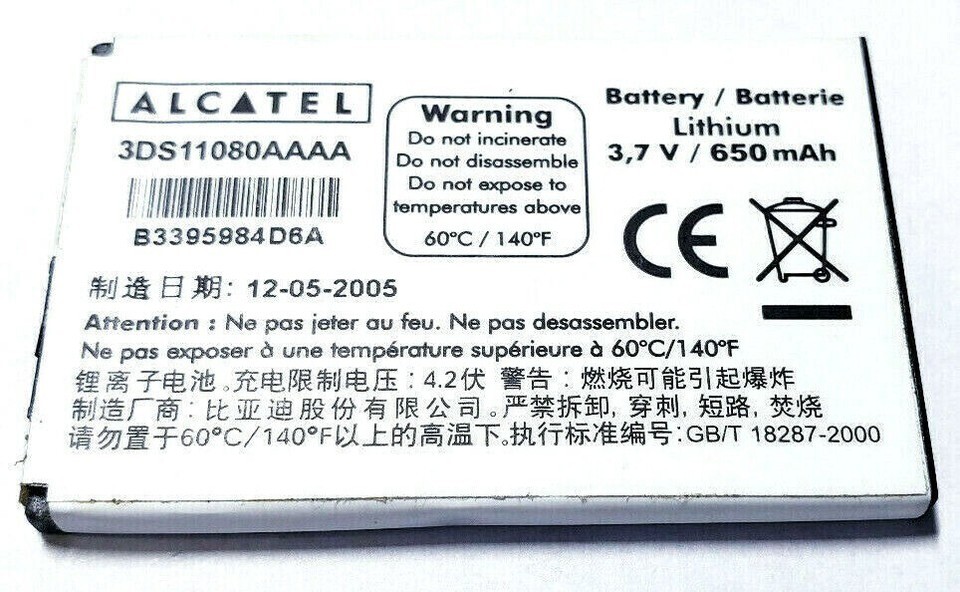 ALCATEL
3DS11080AAAA
B3395984D6A
Warning
Do not incinerate
Do not disassemble
Do not expose to
temperatures above
60°C / 140°F
Battery / Batterie
Lithium
3,7 V / 650 mAh
CE
制造日期: 12-05-2005
Attention : Ne pas jeter au feu. Ne pas desassembler.
Ne pas exposer à une température supérieure à 60°C/140°F
锂离子电池。充电限制电压: 4.2伏 警告: 燃烧可能引起爆炸
制造厂商: 比亚迪股份有限公司。严禁拆卸, 穿刺, 短路, 焚烧
请勿置于60°C/140°F以上的高温下。执行标准编号:GB/T 18287-2000